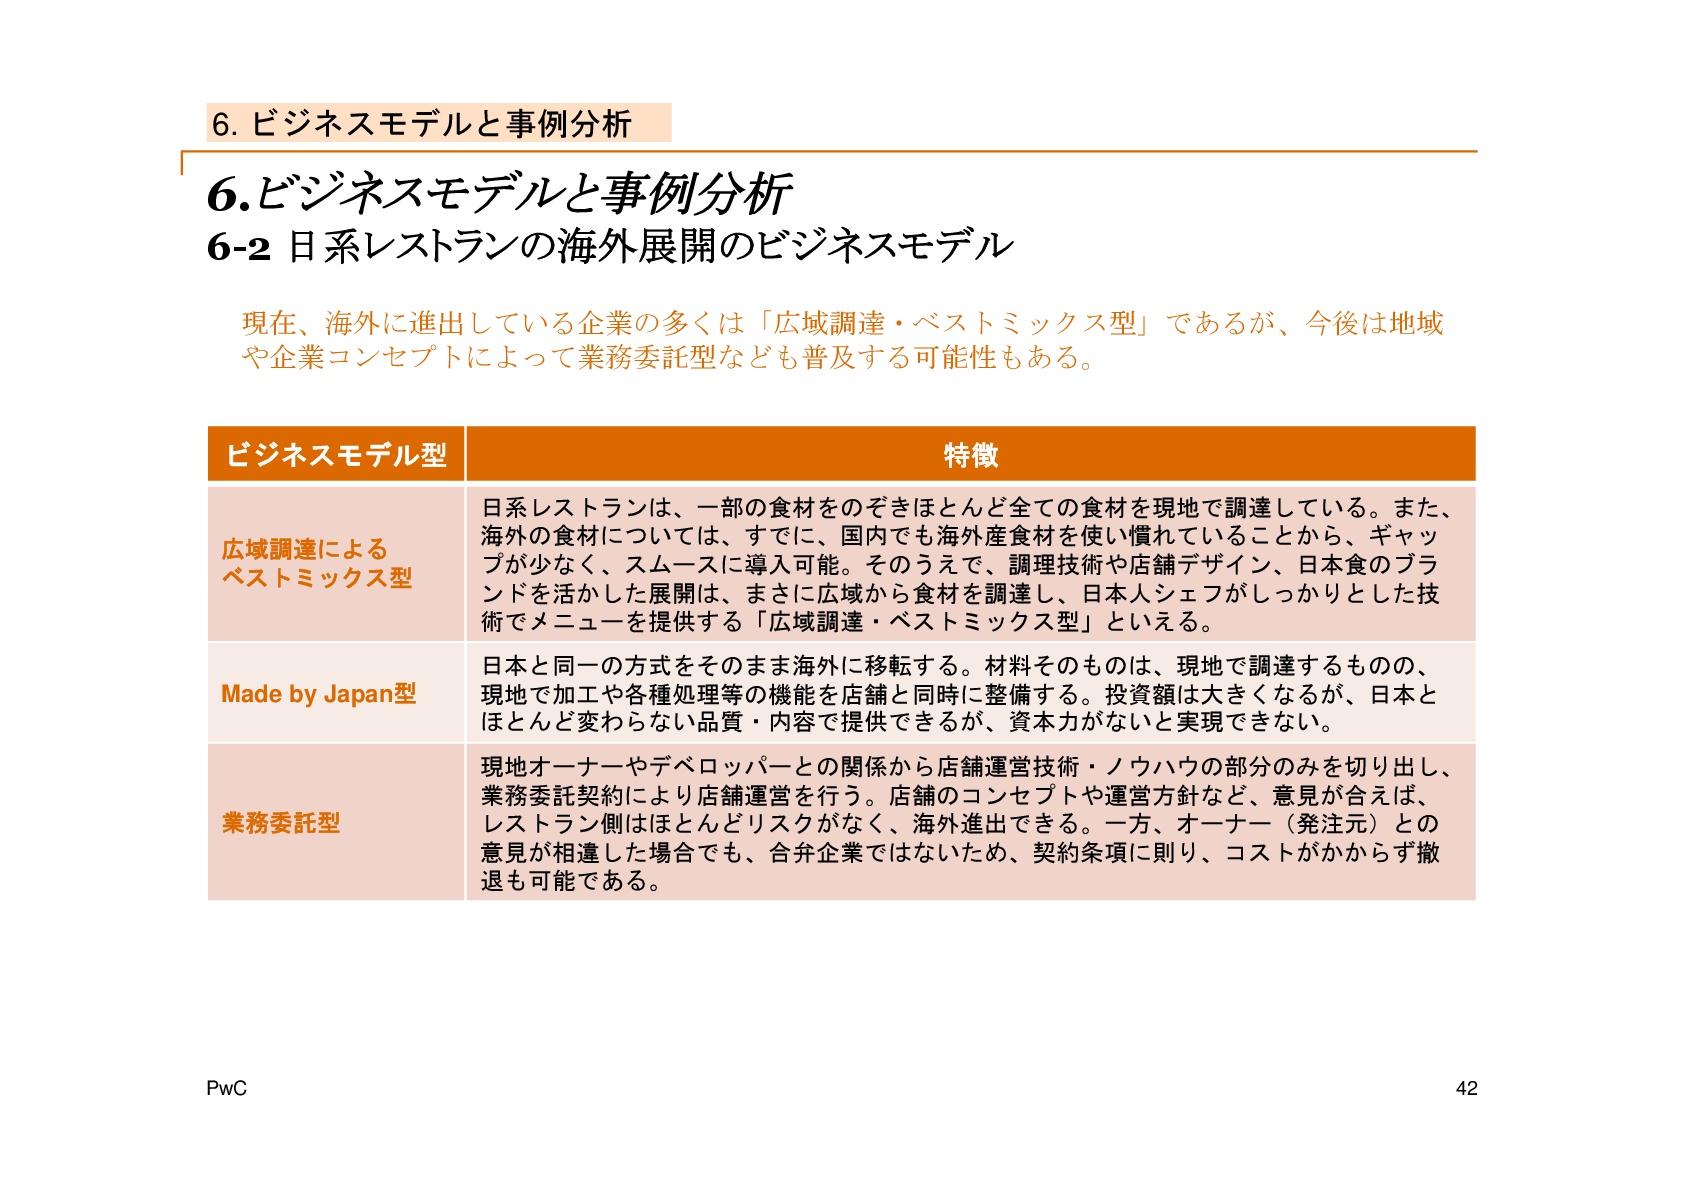 6. ビジネスモデルと事例分析
6.ビジネスモデルと事例分析
6-2 日系レストランの海外展開のビジネスモデル
現在、海外に進出している企業の多くは「広域調達・ベストミックス型」であるが、今後は地域
や企業コンセプトによって業務委託型なども普及する可能性もある。
ビジネスモデル型
特徴
広域調達による
ベストミックス型
日系レストランは、一部の食材をのぞきほとんど全ての食材を現地で調達している。また、
海外の食材については、すでに、国内でも海外産食材を使い慣れていることから、ギャッ
プが少なく、スムースに導入可能。そのうえで、調理技術や店舗デザイン、日本食のブラ
ンドを活かした展開は、まさに広域から食材を調達し、日本人シェフがしっかりとした技
術でメニューを提供する「広域調達・ベストミックス型」といえる。
Made by Japan型
日本と同一の方式をそのまま海外に移転する。材料そのものは、現地で調達するものの、
現地で加工や各種処理等の機能を店舗と同時に整備する。投資額は大きくなるが、日本と
ほとんど変わらない品質・内容で提供できるが、資本力がないと実現できない。
業務委託型
現地オーナーやデベロッパーとの関係から店舗運営技術・ノウハウの部分のみを切り出し、
業務委託契約により店舗運営を行う。店舗のコンセプトや運営方針など、意見が合えば、
レストラン側はほとんどリスクがなく、海外進出できる。一方、オーナー（発注元）との
意見が相違した場合でも、合弁企業ではないため、契約条項に則り、コストがかからず撤
退も可能である。
PwC
42